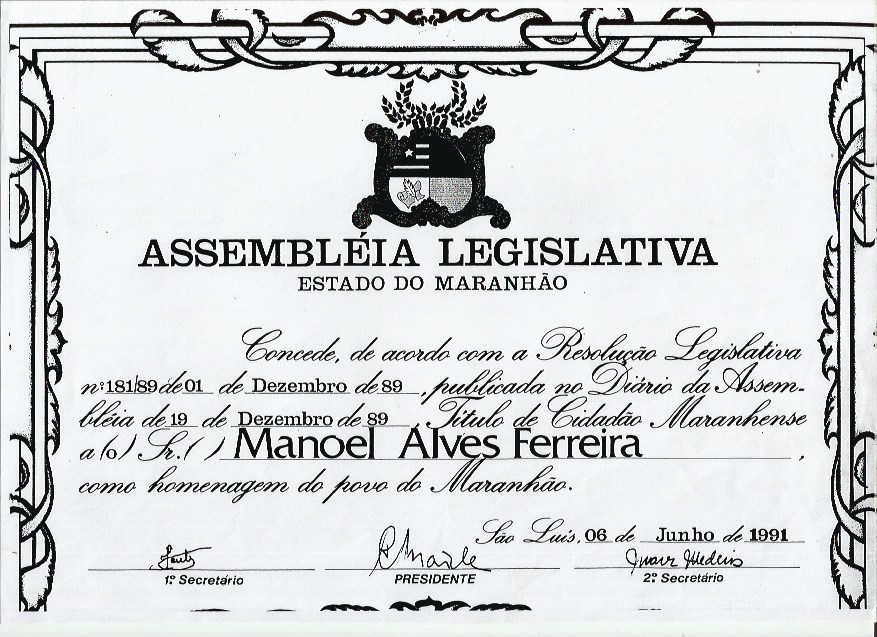 ASSEMBLÉIA LEGISLATIVA
ESTADO DO MARANHÃO
Concede, de acordo com a Resolução Legislativa
nº 181/89 de 01 de Dezembro de 89, publicada no Diário da Assem-
bléia de 19 de Dezembro de 89, Título de Cidadão Maranhense
a (o) Sr. ( ) Manoel Alves Ferreira,
como homenagem do povo do Maranhão.
São Luis, 06 de Junho de 1991
1º Secretário
PRESIDENTE
2º Secretário